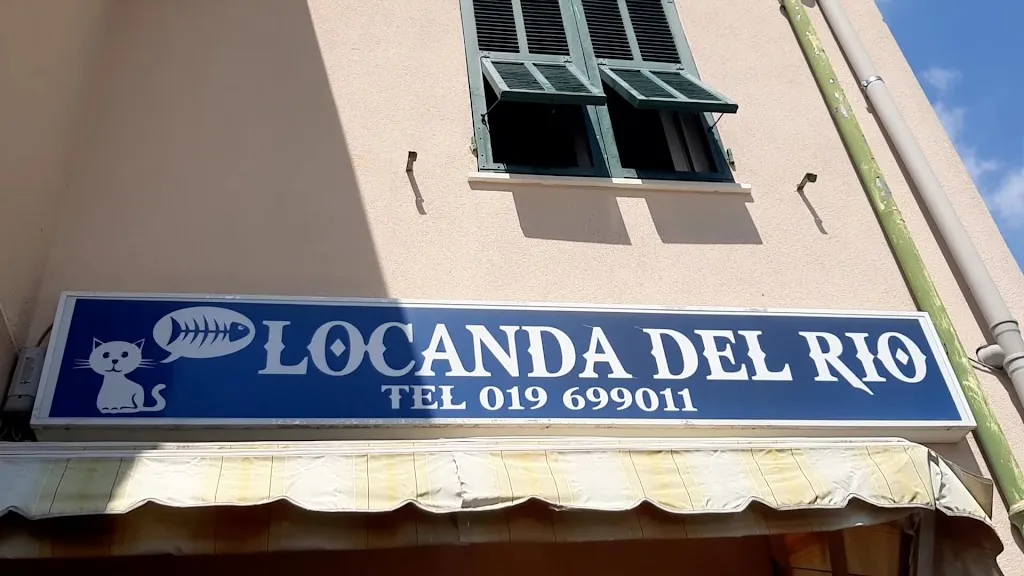 LOCANDA DEL RIO
TEL 019 699011